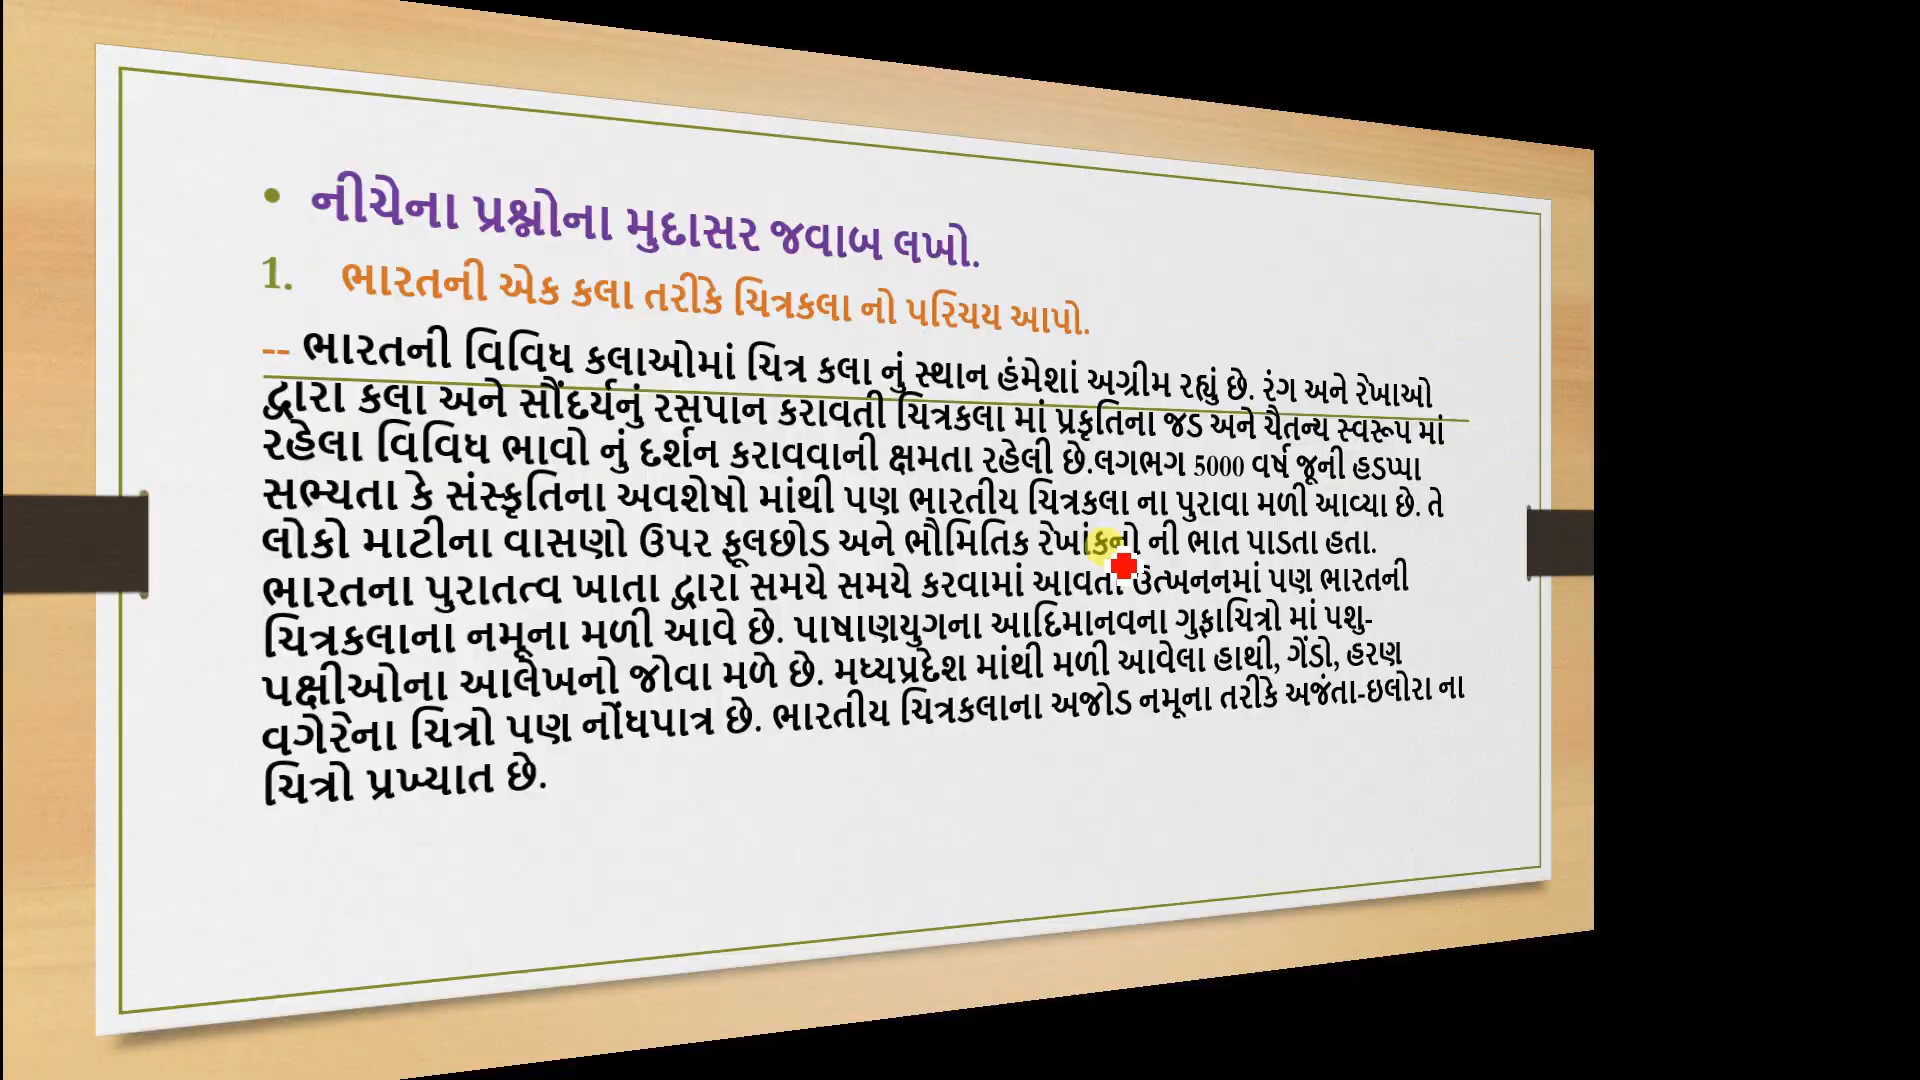 • નીચેના પ્રશ્નોના મુદાસર જવાબ લખો.
1. ભારતની એક કલા તરીકે ચિત્રકલા નો પરિચય આપો.
-- ભારતની વિવિધ કલાઓમાં ચિત્ર કલા નું સ્થાન હંમેશાં અગ્રીમ રહ્યું છે. રંગ અને રેખાઓ
દ્વારા કલા અને સૌંદર્યનું રસપાન કરાવતી ચિત્રકલા માં પ્રકૃતિના જડ અને ચૈતન્ય સ્વરૂપ માં
રહેલા વિવિધ ભાવો નું દર્શન કરાવવાની ક્ષમતા રહેલી છે.લગભગ 5000 વર્ષ જૂની હડપ્પા
સભ્યતા કે સંસ્કૃતિના અવશેષો માંથી પણ ભારતીય ચિત્રકલા ના પુરાવા મળી આવ્યા છે. તે
લોકો માટીના વાસણો ઉપર ફૂલછોડ અને ભૌમિતિક રેખાંકનો ની ભાત પાડતા હતા.
ભારતના પુરાતત્વ ખાતા દ્વારા સમયે સમયે કરવામાં આવતા ઉત્ખનનમાં પણ ભારતની
ચિત્રકલાના નમૂના મળી આવે છે. પાષાણયુગના આદિમાનવના ગુફાચિત્રો માં પશુ-
પક્ષીઓના આલેખનો જોવા મળે છે. મધ્યપ્રદેશ માંથી મળી આવેલા હાથી, ગેંડો, હરણ
વગેરેના ચિત્રો પણ નોંધપાત્ર છે. ભારતીય ચિત્રકલાના અજોડ નમૂના તરીકે અજંતા-ઇલોરા ના
ચિત્રો પ્રખ્યાત છે.